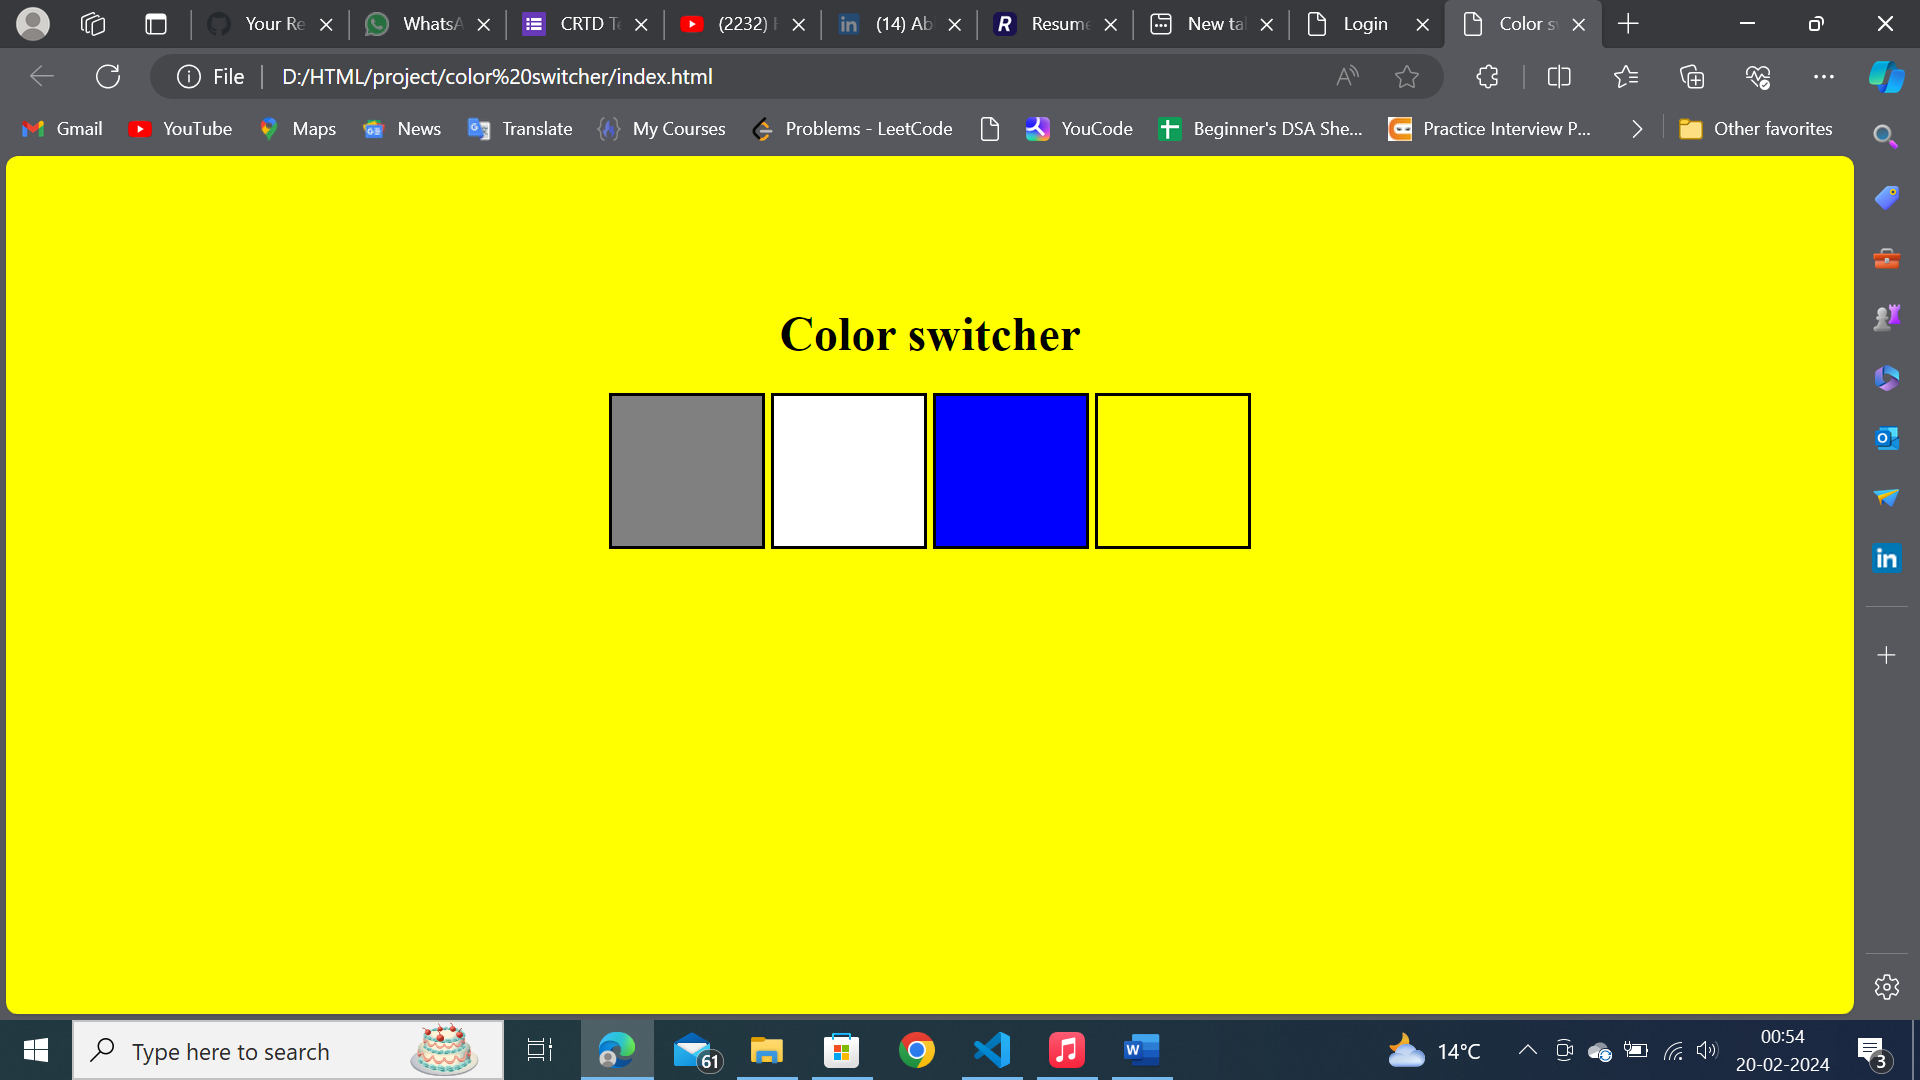 Your Re
WhatsA
CRTD Te
(2232)
(14) Ab
Resume
New tal
Login
Color s
File
D:/HTML/project/color%20switcher/index.html
Gmail
YouTube
Maps
News
Translate
My Courses
Problems - LeetCode
YouCode
Beginner's DSA She...
Practice Interview P...
Other favorites
Color switcher
Type here to search
61
14°C
00:54
20-02-2024
3